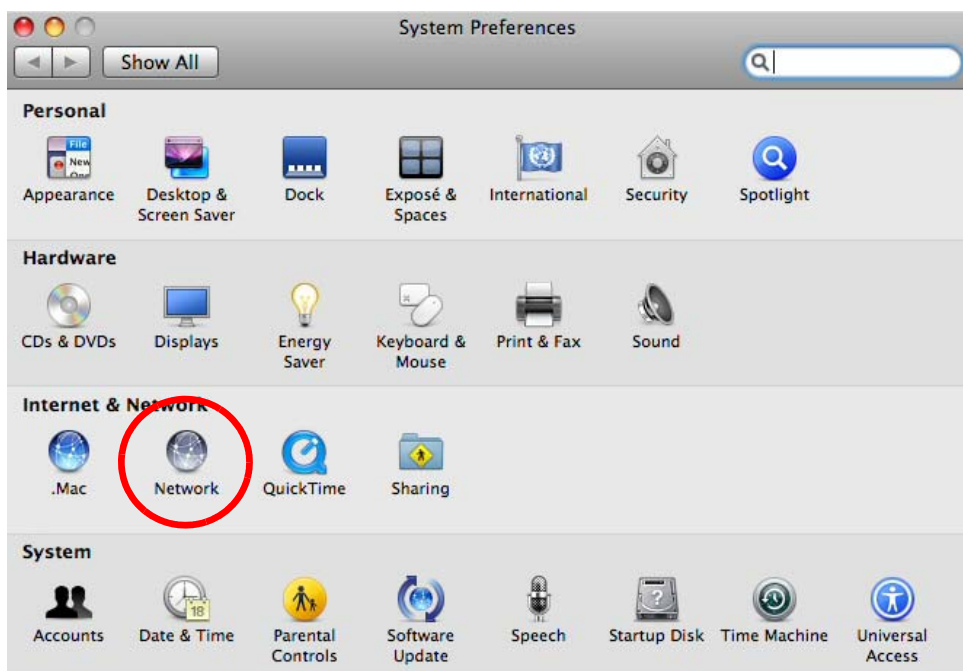 System Preferences
Show All
Personal
File
New
Appearance
Desktop &
Screen Saver
Dock
Exposé &
Spaces
International
Security
Spotlight
Hardware
CDs & DVDs
Displays
Energy
Saver
Keyboard &
Mouse
Print & Fax
Sound
Internet & Network
.Mac
Network
QuickTime
Sharing
System
18
?
Accounts
Date & Time
Parental
Controls
Software
Update
Speech
Startup Disk
Time Machine
Universal
Access